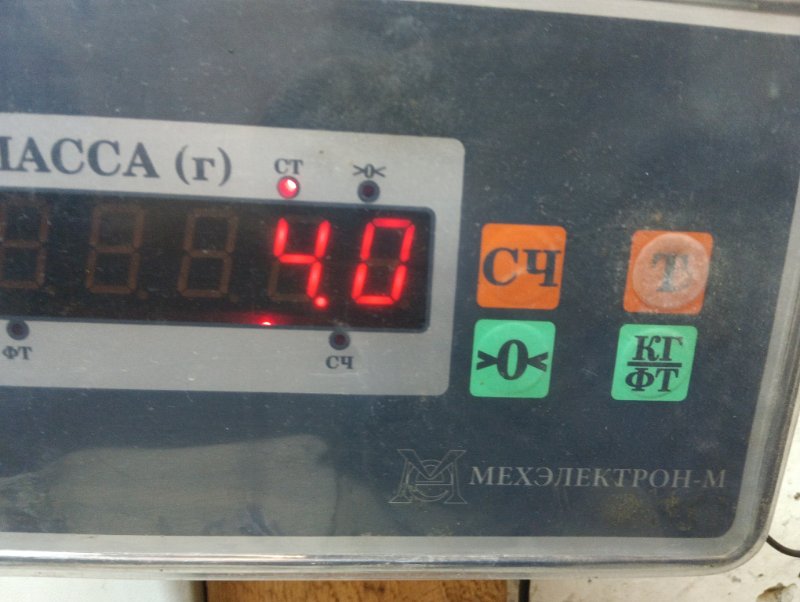 МАССА (г)
СТ
>0<
4.0
ФТ
СЧ
СЧ
Т
>0<
КГ
ФТ
МЕХЭЛЕКТРОН-М